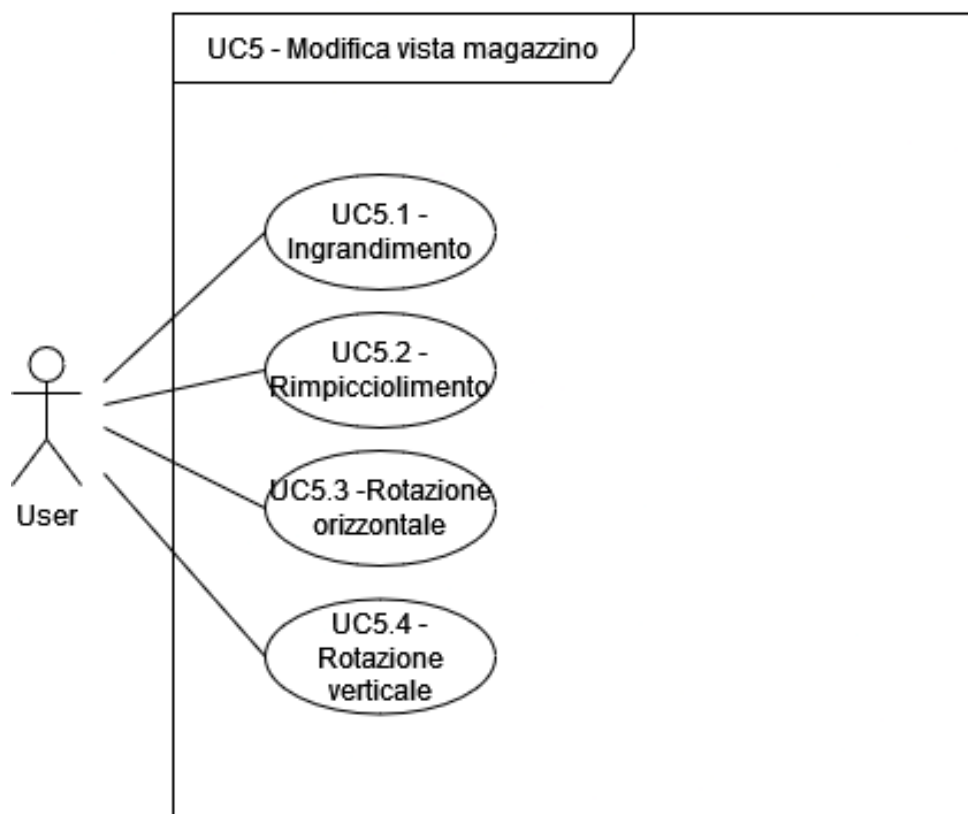 UC5 - Modifica vista magazzino
UC5.1 -
Ingrandimento
UC5.2 -
Rimpicciolimento
UC5.3 -Rotazione
orizzontale
User
UC5.4 -
Rotazione
verticale